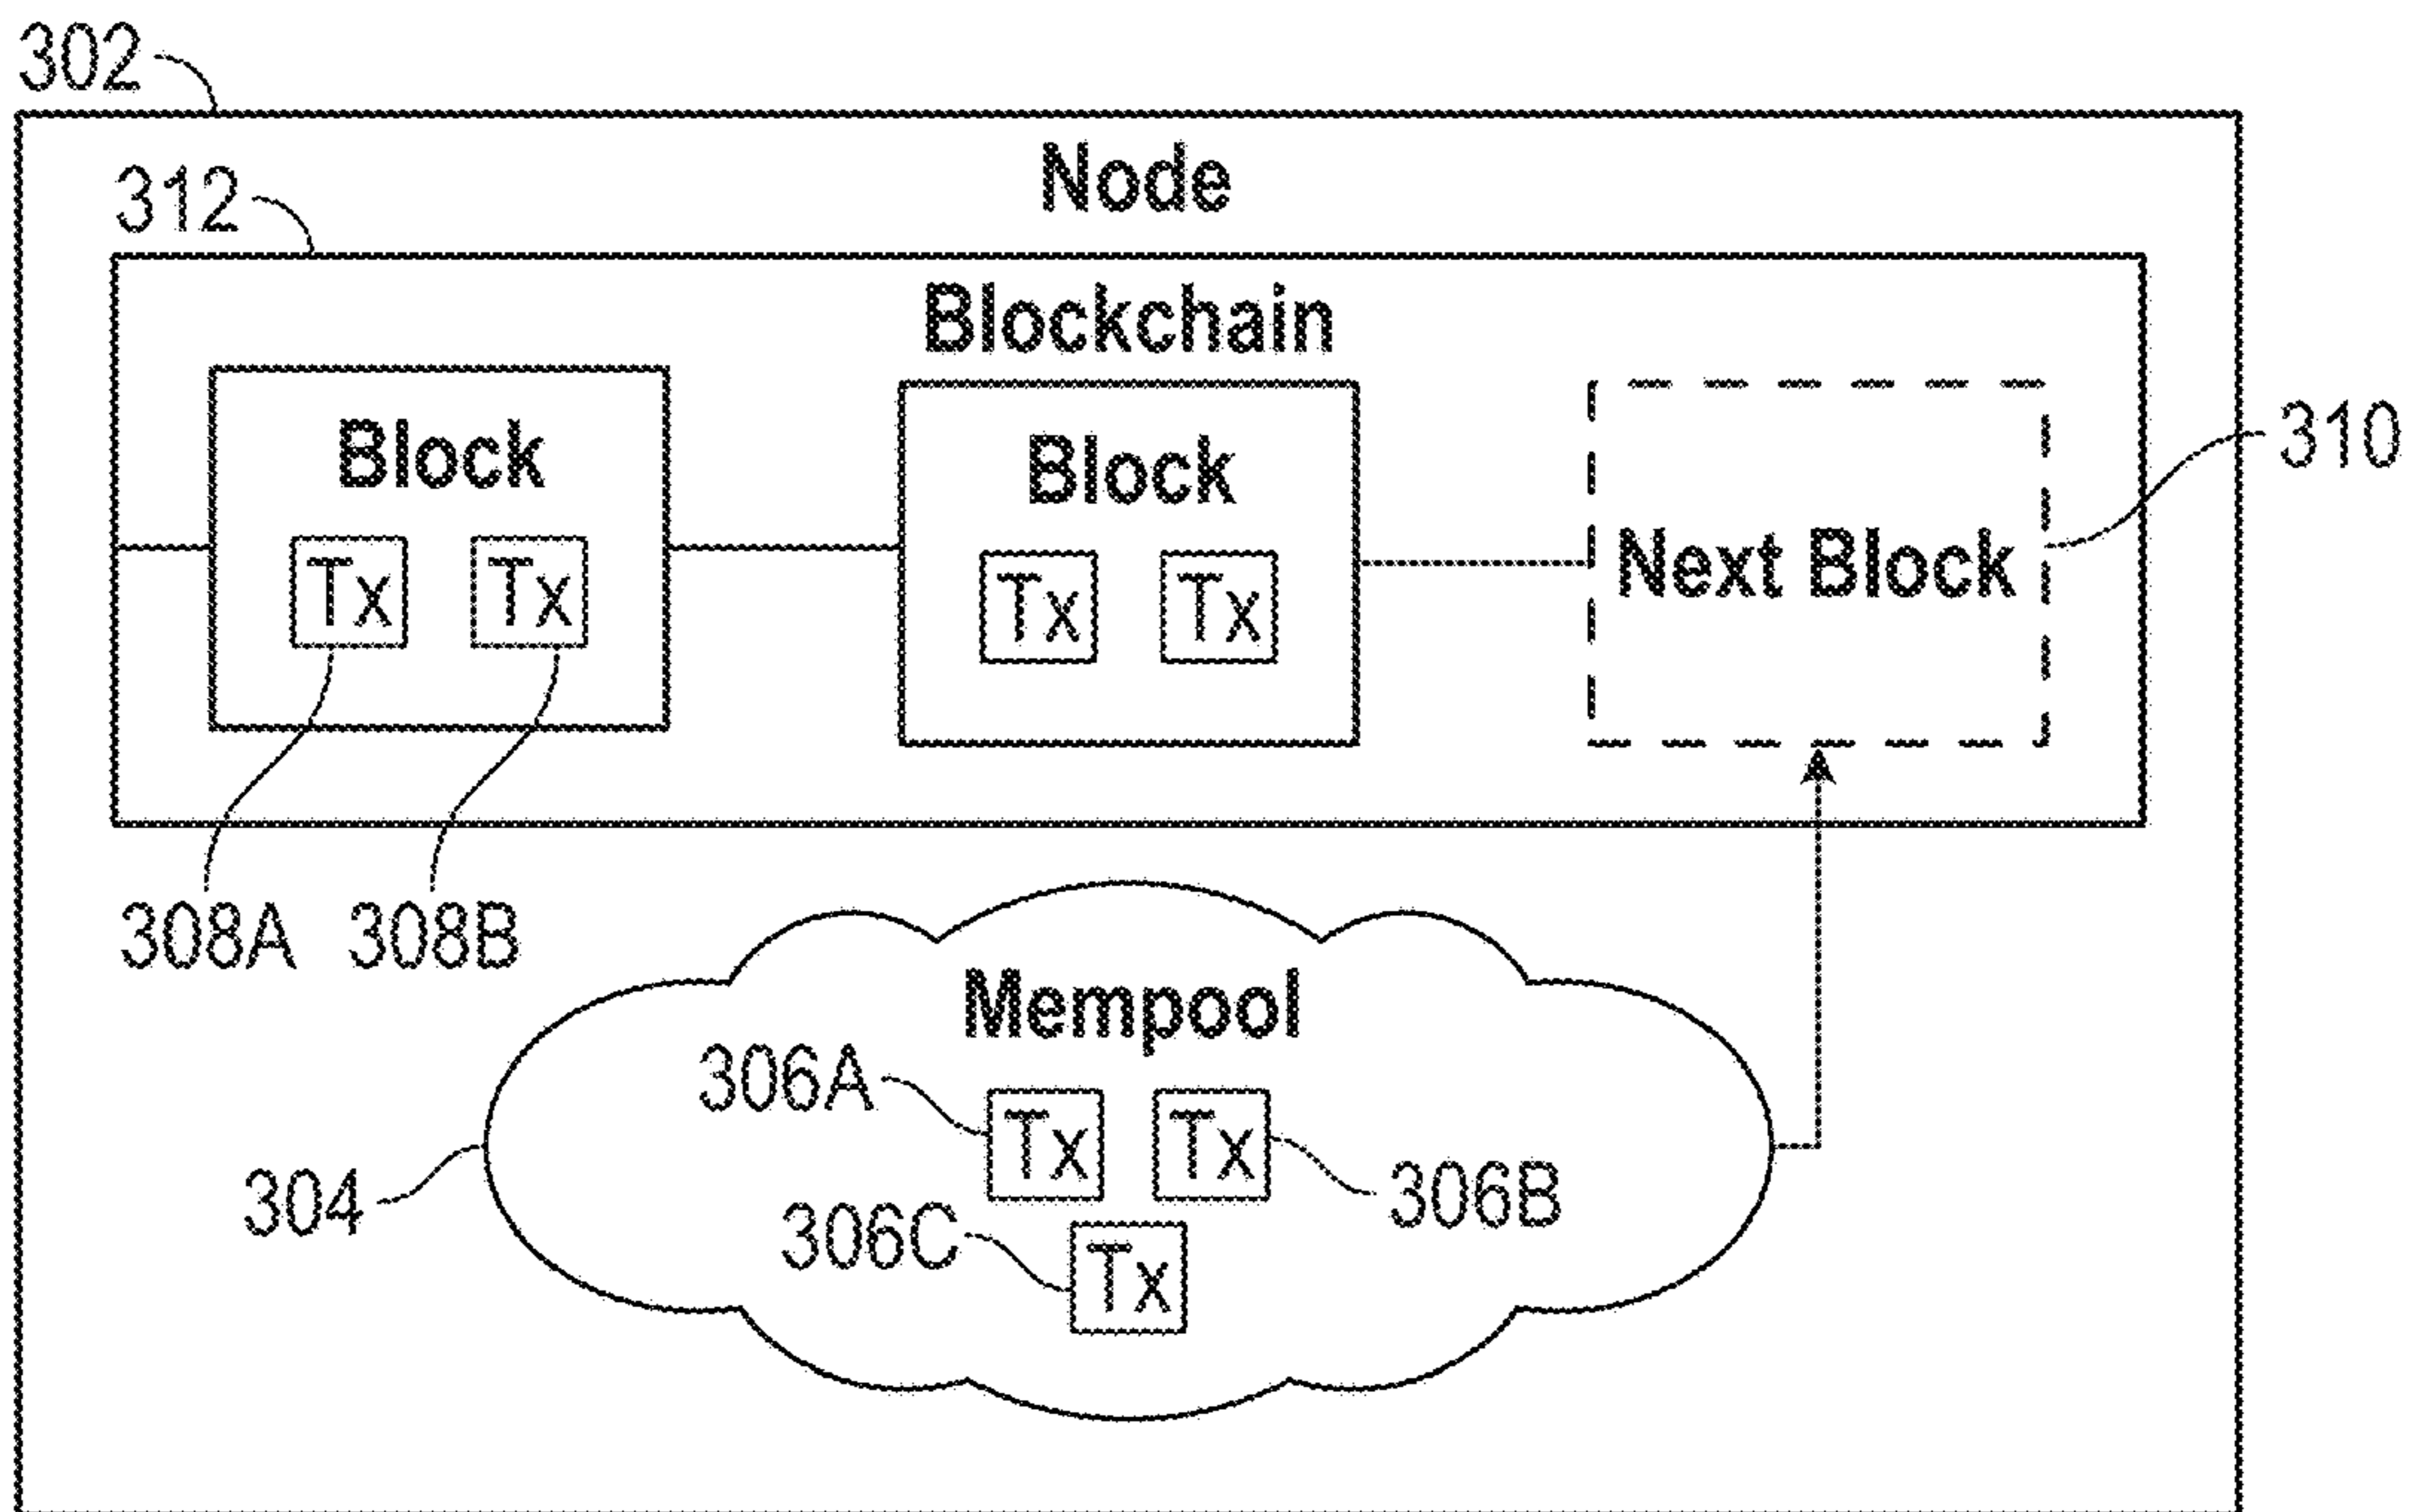 302
Node
312
Blockchain
Block
Block
310
Next Block
Tx Tx
Tx Tx
308A 308B
Mempool
306A
Tx Tx
304
306B
306C
Tx